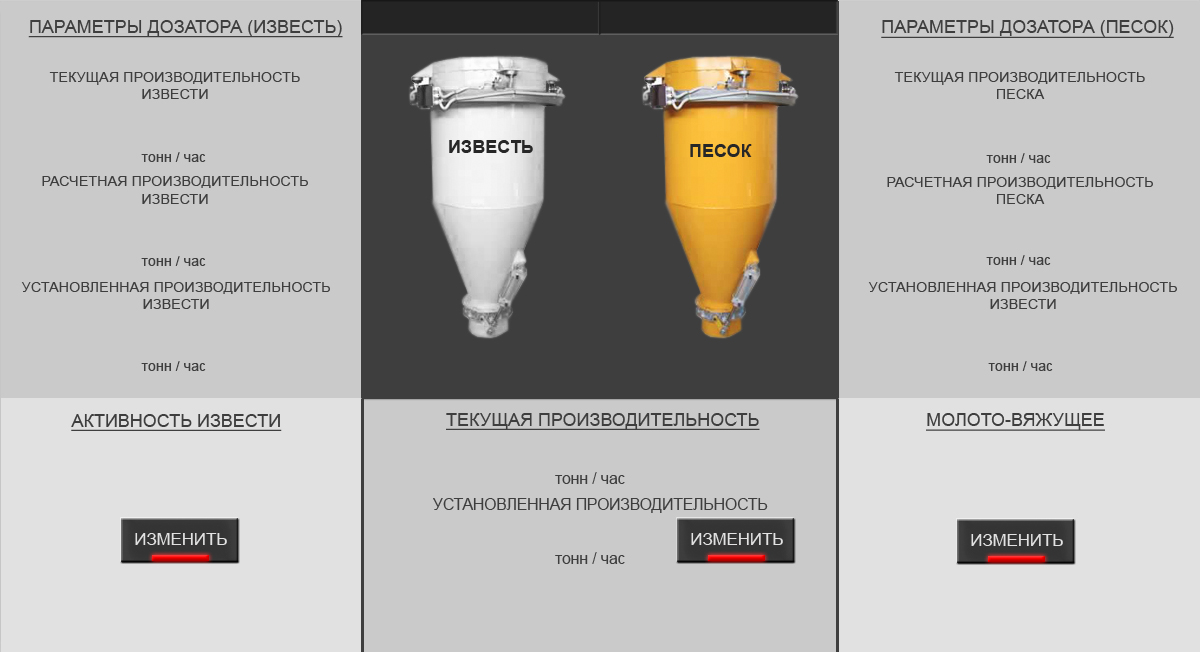 ПАРАМЕТРЫ ДОЗАТОРА (ИЗВЕСТЬ)
ТЕКУЩАЯ ПРОИЗВОДИТЕЛЬНОСТЬ
ИЗВЕСТИ
тонн / час
РАСЧЕТНАЯ ПРОИЗВОДИТЕЛЬНОСТЬ
ИЗВЕСТИ
тонн / час
УСТАНОВЛЕННАЯ ПРОИЗВОДИТЕЛЬНОСТЬ
ИЗВЕСТИ
тонн / час
ИЗВЕСТЬ
ПЕСОК
ПАРАМЕТРЫ ДОЗАТОРА (ПЕСОК)
ТЕКУЩАЯ ПРОИЗВОДИТЕЛЬНОСТЬ
ПЕСКА
тонн / час
РАСЧЕТНАЯ ПРОИЗВОДИТЕЛЬНОСТЬ
ПЕСКА
тонн / час
УСТАНОВЛЕННАЯ ПРОИЗВОДИТЕЛЬНОСТЬ
ИЗВЕСТИ
тонн / час
АКТИВНОСТЬ ИЗВЕСТИ
ИЗМЕНИТЬ
ТЕКУЩАЯ ПРОИЗВОДИТЕЛЬНОСТЬ
тонн / час
УСТАНОВЛЕННАЯ ПРОИЗВОДИТЕЛЬНОСТЬ
тонн / час
ИЗМЕНИТЬ
МОЛОТО-ВЯЖУЩЕЕ
ИЗМЕНИТЬ